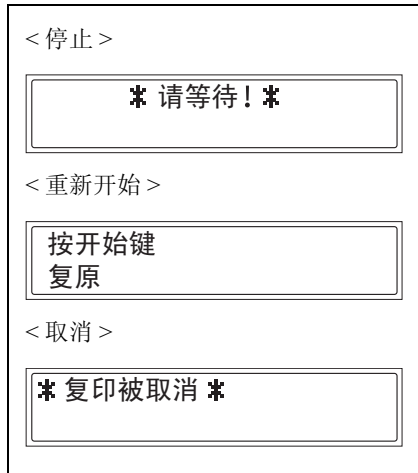 <停止>
* 请等待! *
<重新开始>
按开始键
复原
<取消>
* 复印被取消 *